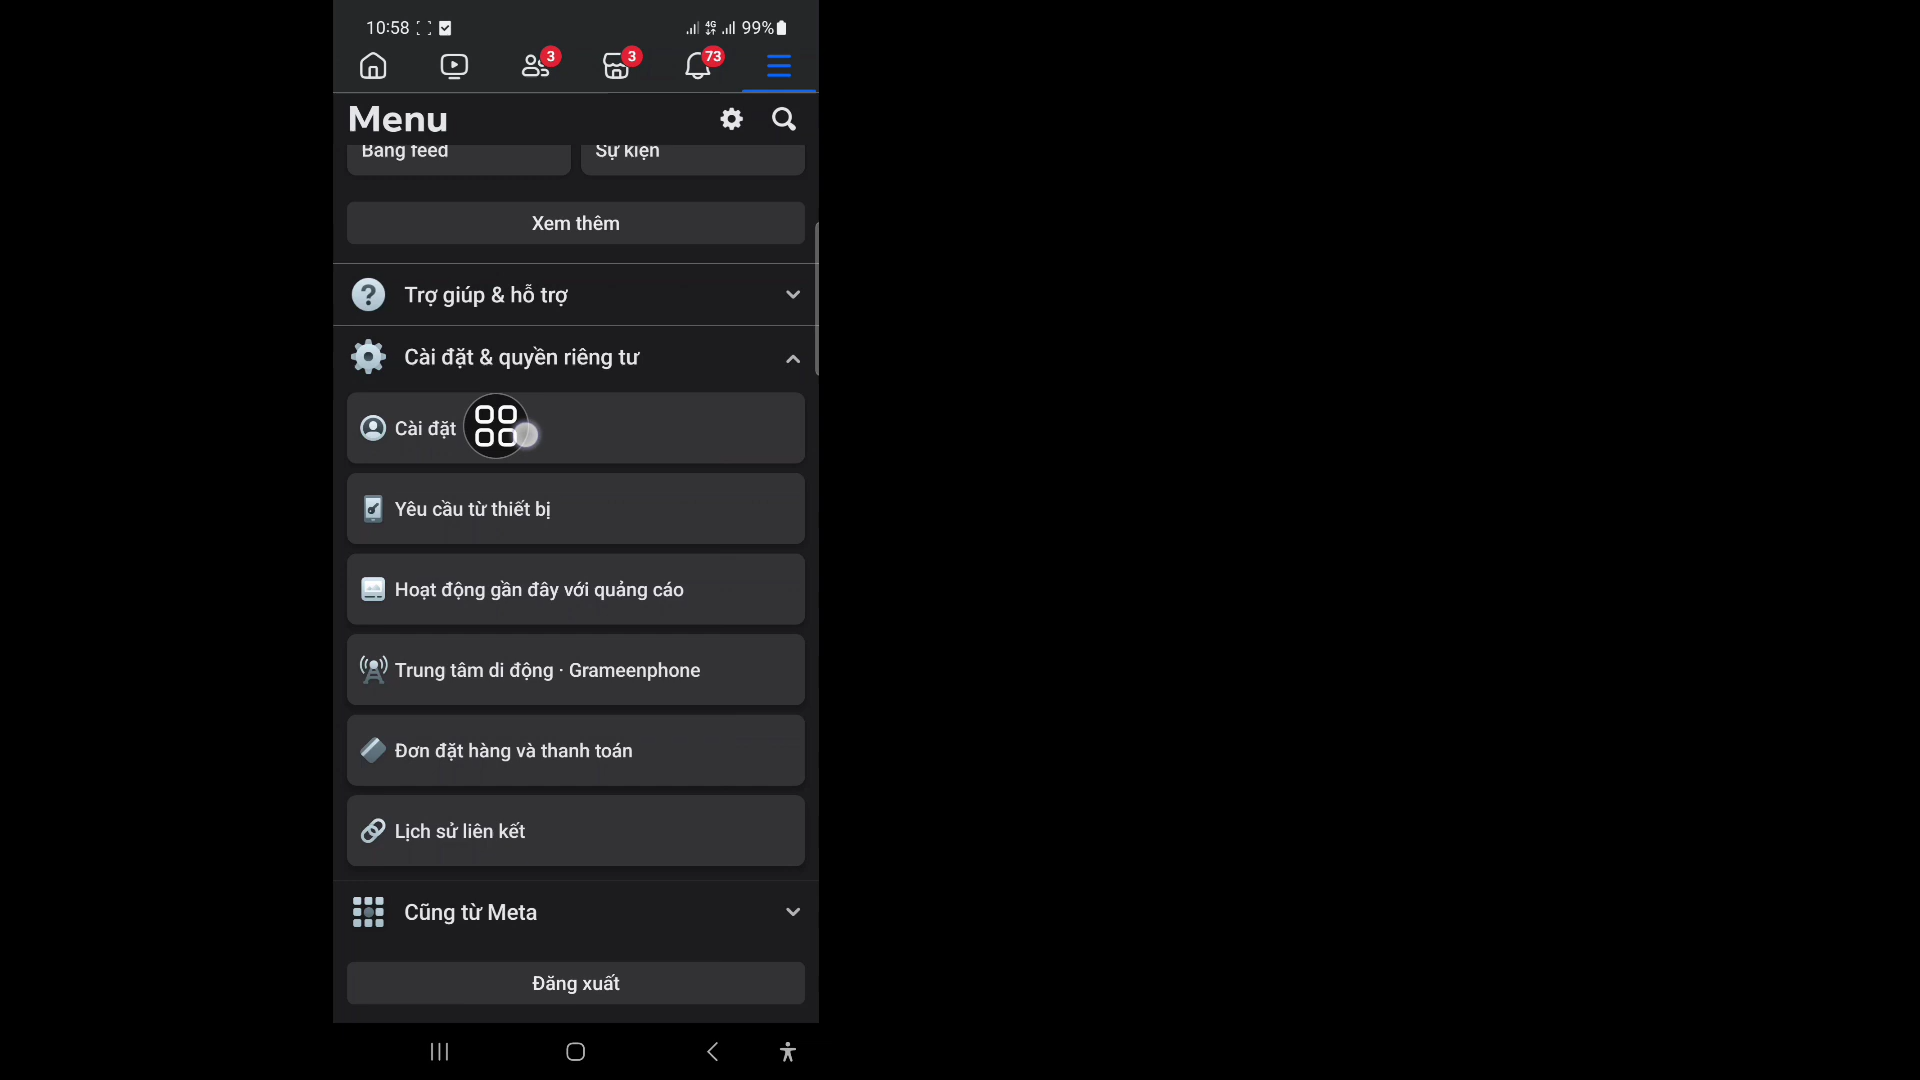 10:58 4G 99%
3 3 73
Menu
Bảng feed Sự kiện
Xem thêm
Trợ giúp & hỗ trợ
Cài đặt & quyền riêng tư
Cài đặt
Yêu cầu từ thiết bị
Hoạt động gần đây với quảng cáo
Trung tâm di động · Grameenphone
Đơn đặt hàng và thanh toán
Lịch sử liên kết
Cũng từ Meta
Đăng xuất